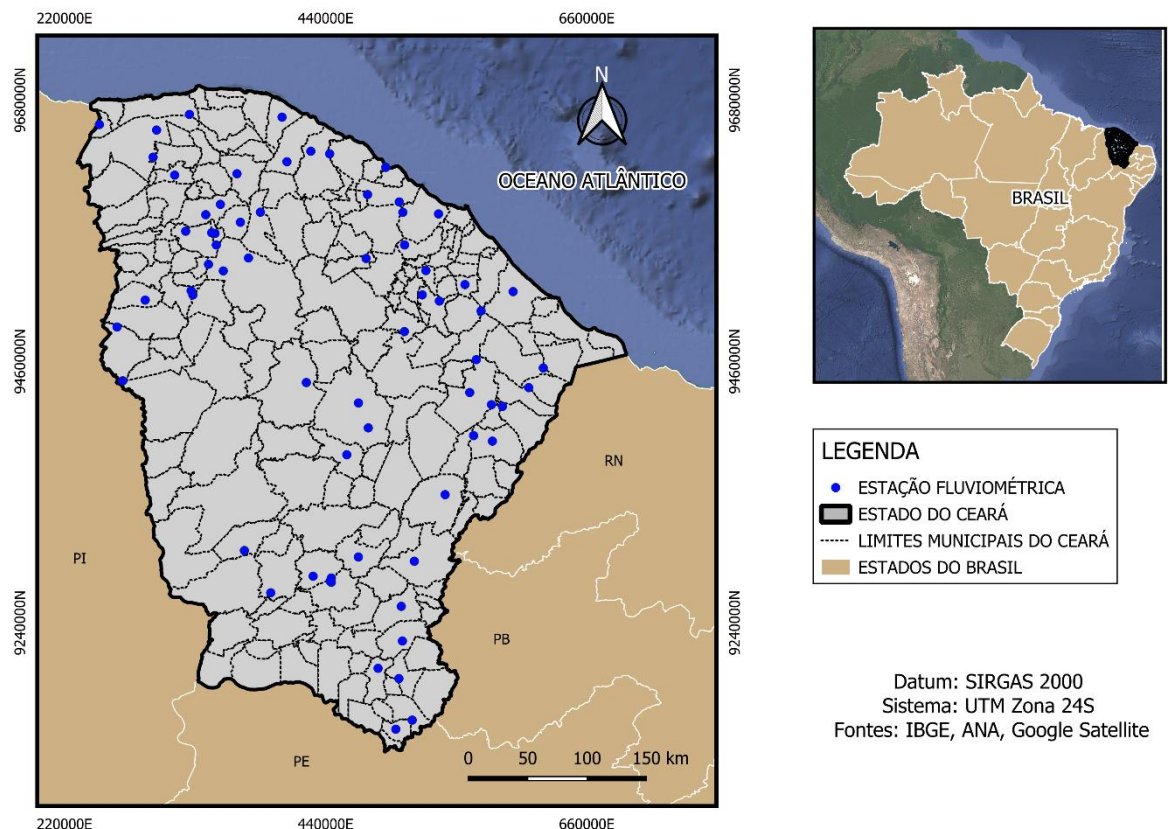 220000E
440000E
660000E
9680000N
9680000N
N
OCEANO ATLÂNTICO
BRASIL
9460000N
9460000N
RN
LEGENDA
ESTAÇÃO FLUVIOMÉTRICA
ESTADO DO CEARÁ
LIMITES MUNICIPAIS DO CEARÁ
ESTADOS DO BRASIL
PI
9240000N
9240000N
PB
Datum: SIRGAS 2000
Sistema: UTM Zona 24S
Fontes: IBGE, ANA, Google Satellite
PE
0 50 100 150 km
220000E
440000E
660000E